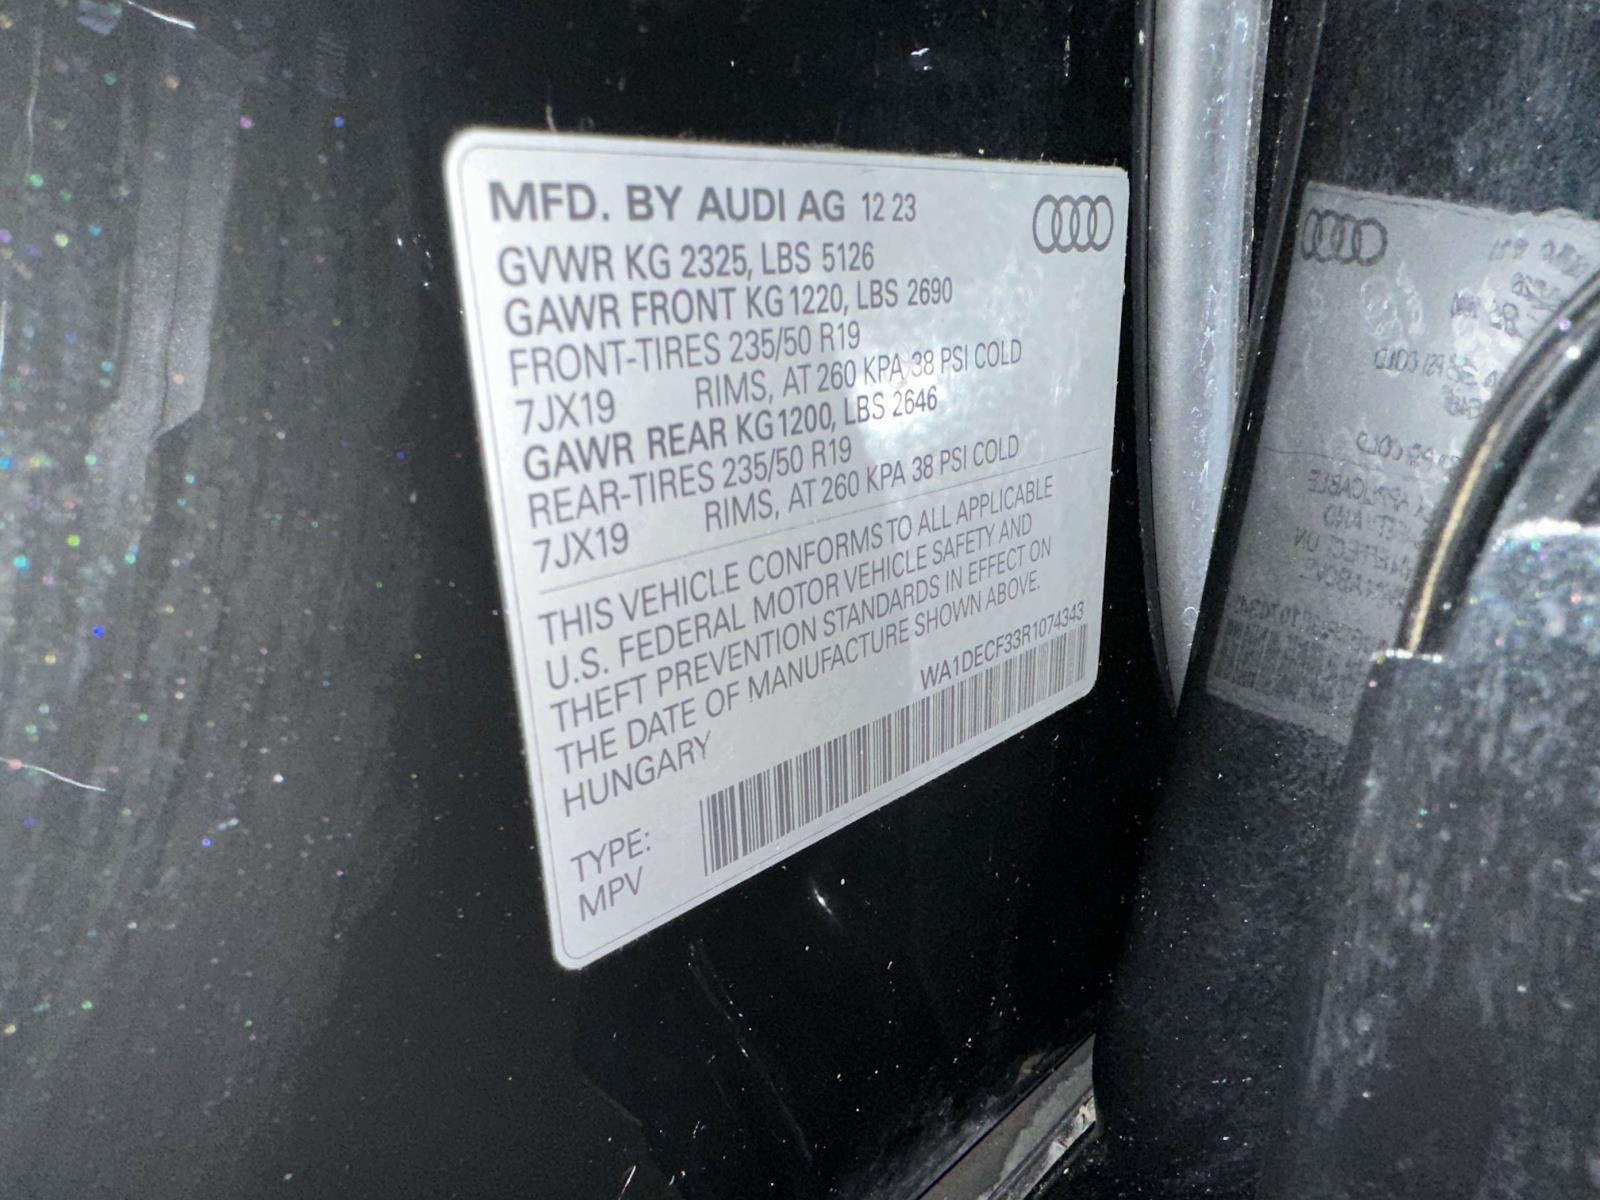 MFD. BY AUDI AG 12 23
GVWR KG 2325, LBS 5126
GAWR FRONT KG 1220, LBS 2690
FRONT-TIRES 235/50 R19
7JX19 RIMS, AT 260 KPA 38 PSI COLD
GAWR REAR KG 1200, LBS 2646
REAR-TIRES 235/50 R19
7JX19 RIMS, AT 260 KPA 38 PSI COLD
THIS VEHICLE CONFORMS TO ALL APPLICABLE
U.S. FEDERAL MOTOR VEHICLE SAFETY AND
THEFT PREVENTION STANDARDS IN EFFECT ON
THE DATE OF MANUFACTURE SHOWN ABOVE.
HUNGARY
WA1DECF33R1074343
TYPE:
MPV